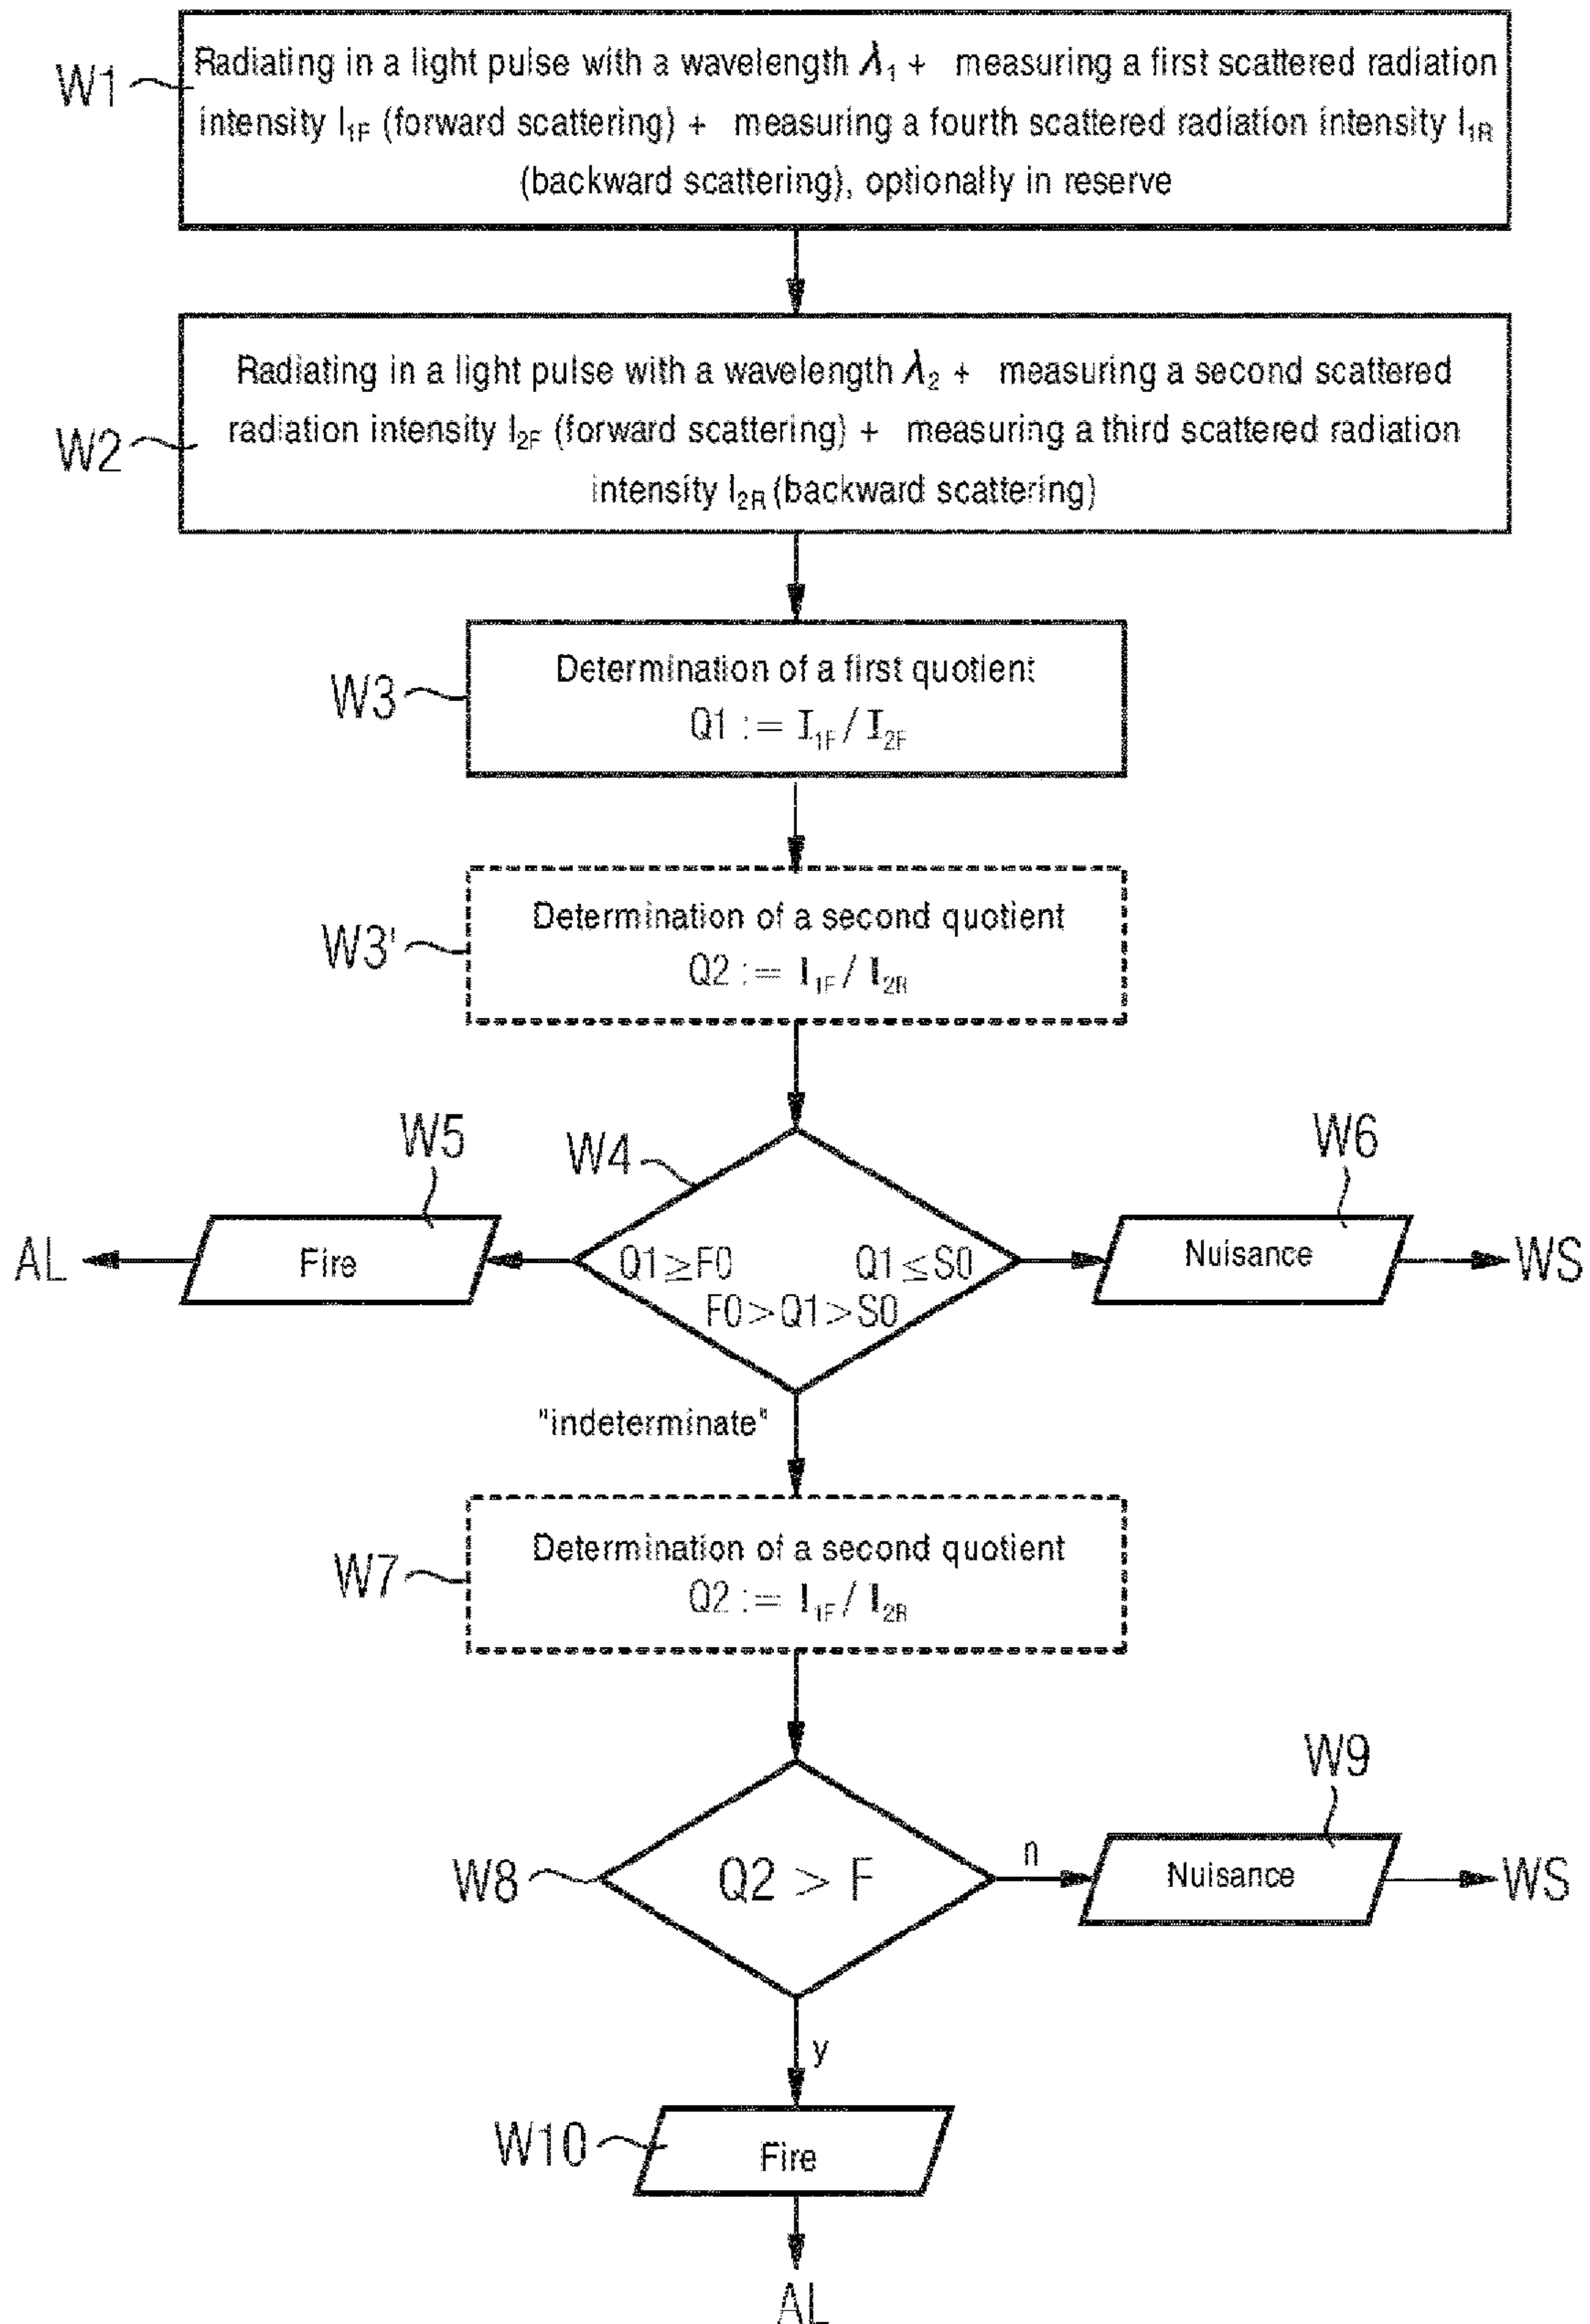 W1
Radiating in a light pulse with a wavelength λ₁ + measuring a first scattered radiation
intensity I₁F (forward scattering) + measuring a fourth scattered radiation intensity I₁R
(backward scattering), optionally in reserve
W2
Radiating in a light pulse with a wavelength λ₂ + measuring a second scattered
radiation intensity I₂F (forward scattering) + measuring a third scattered radiation
intensity I₂R (backward scattering)
W3
Determination of a first quotient
Q1 := I₁F / I₂F
W3'
Determination of a second quotient
Q2 := I₁F / I₂R
W5
W4
W6
AL
Fire
Q1 ≥ F0
Q1 ≤ S0
Nuisance
WS
F0 > Q1 > S0
"indeterminate"
W7
Determination of a second quotient
Q2 := I₁F / I₂R
W9
W8
Q2 > F
n
Nuisance
WS
y
W10
Fire
AL